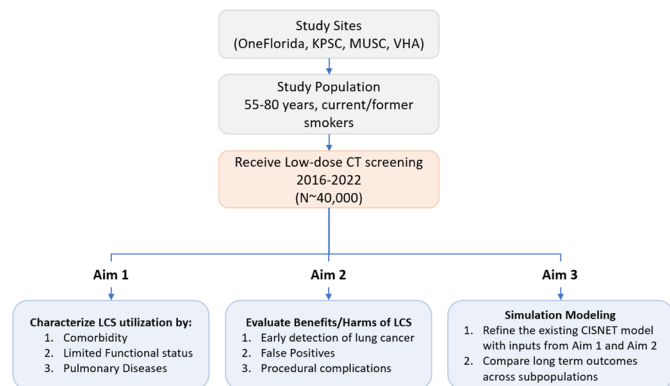 Study Sites
(OneFlorida, KPSC, MUSC, VHA)
Study Population
55-80 years, current/former
smokers
Receive Low-dose CT screening
2016-2022
(N~40,000)
Aim 1
Aim 2
Aim 3
Characterize LCS utilization by:
1. Comorbidity
2. Limited Functional status
3. Pulmonary Diseases
Evaluate Benefits/Harms of LCS
1. Early detection of lung cancer
2. False Positives
3. Procedural complications
Simulation Modeling
1. Refine the existing CISNET model
with inputs from Aim 1 and Aim 2
2. Compare long term outcomes
across subpopulations